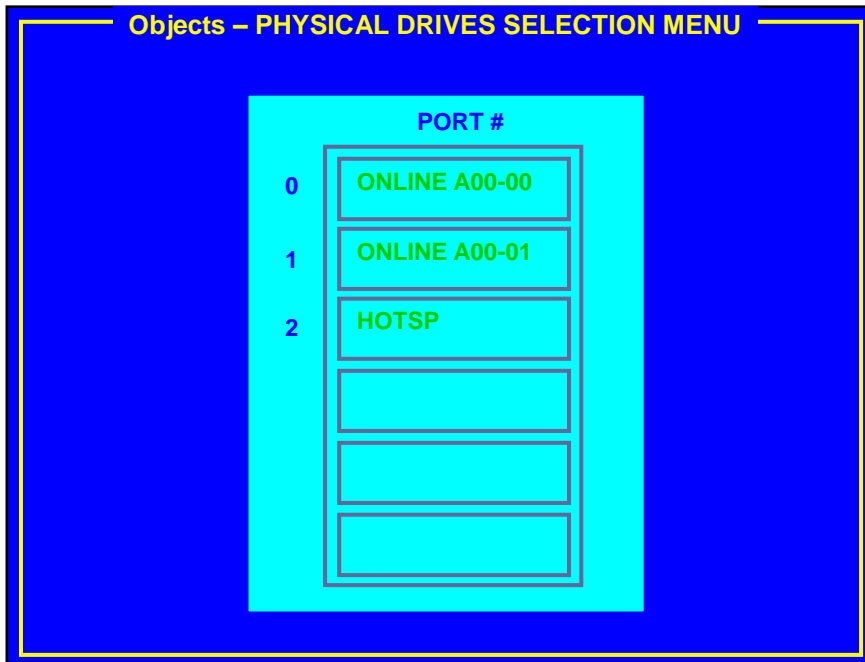 Objects – PHYSICAL DRIVES SELECTION MENU
PORT #
0 ONLINE A00-00
1 ONLINE A00-01
2 HOTSP